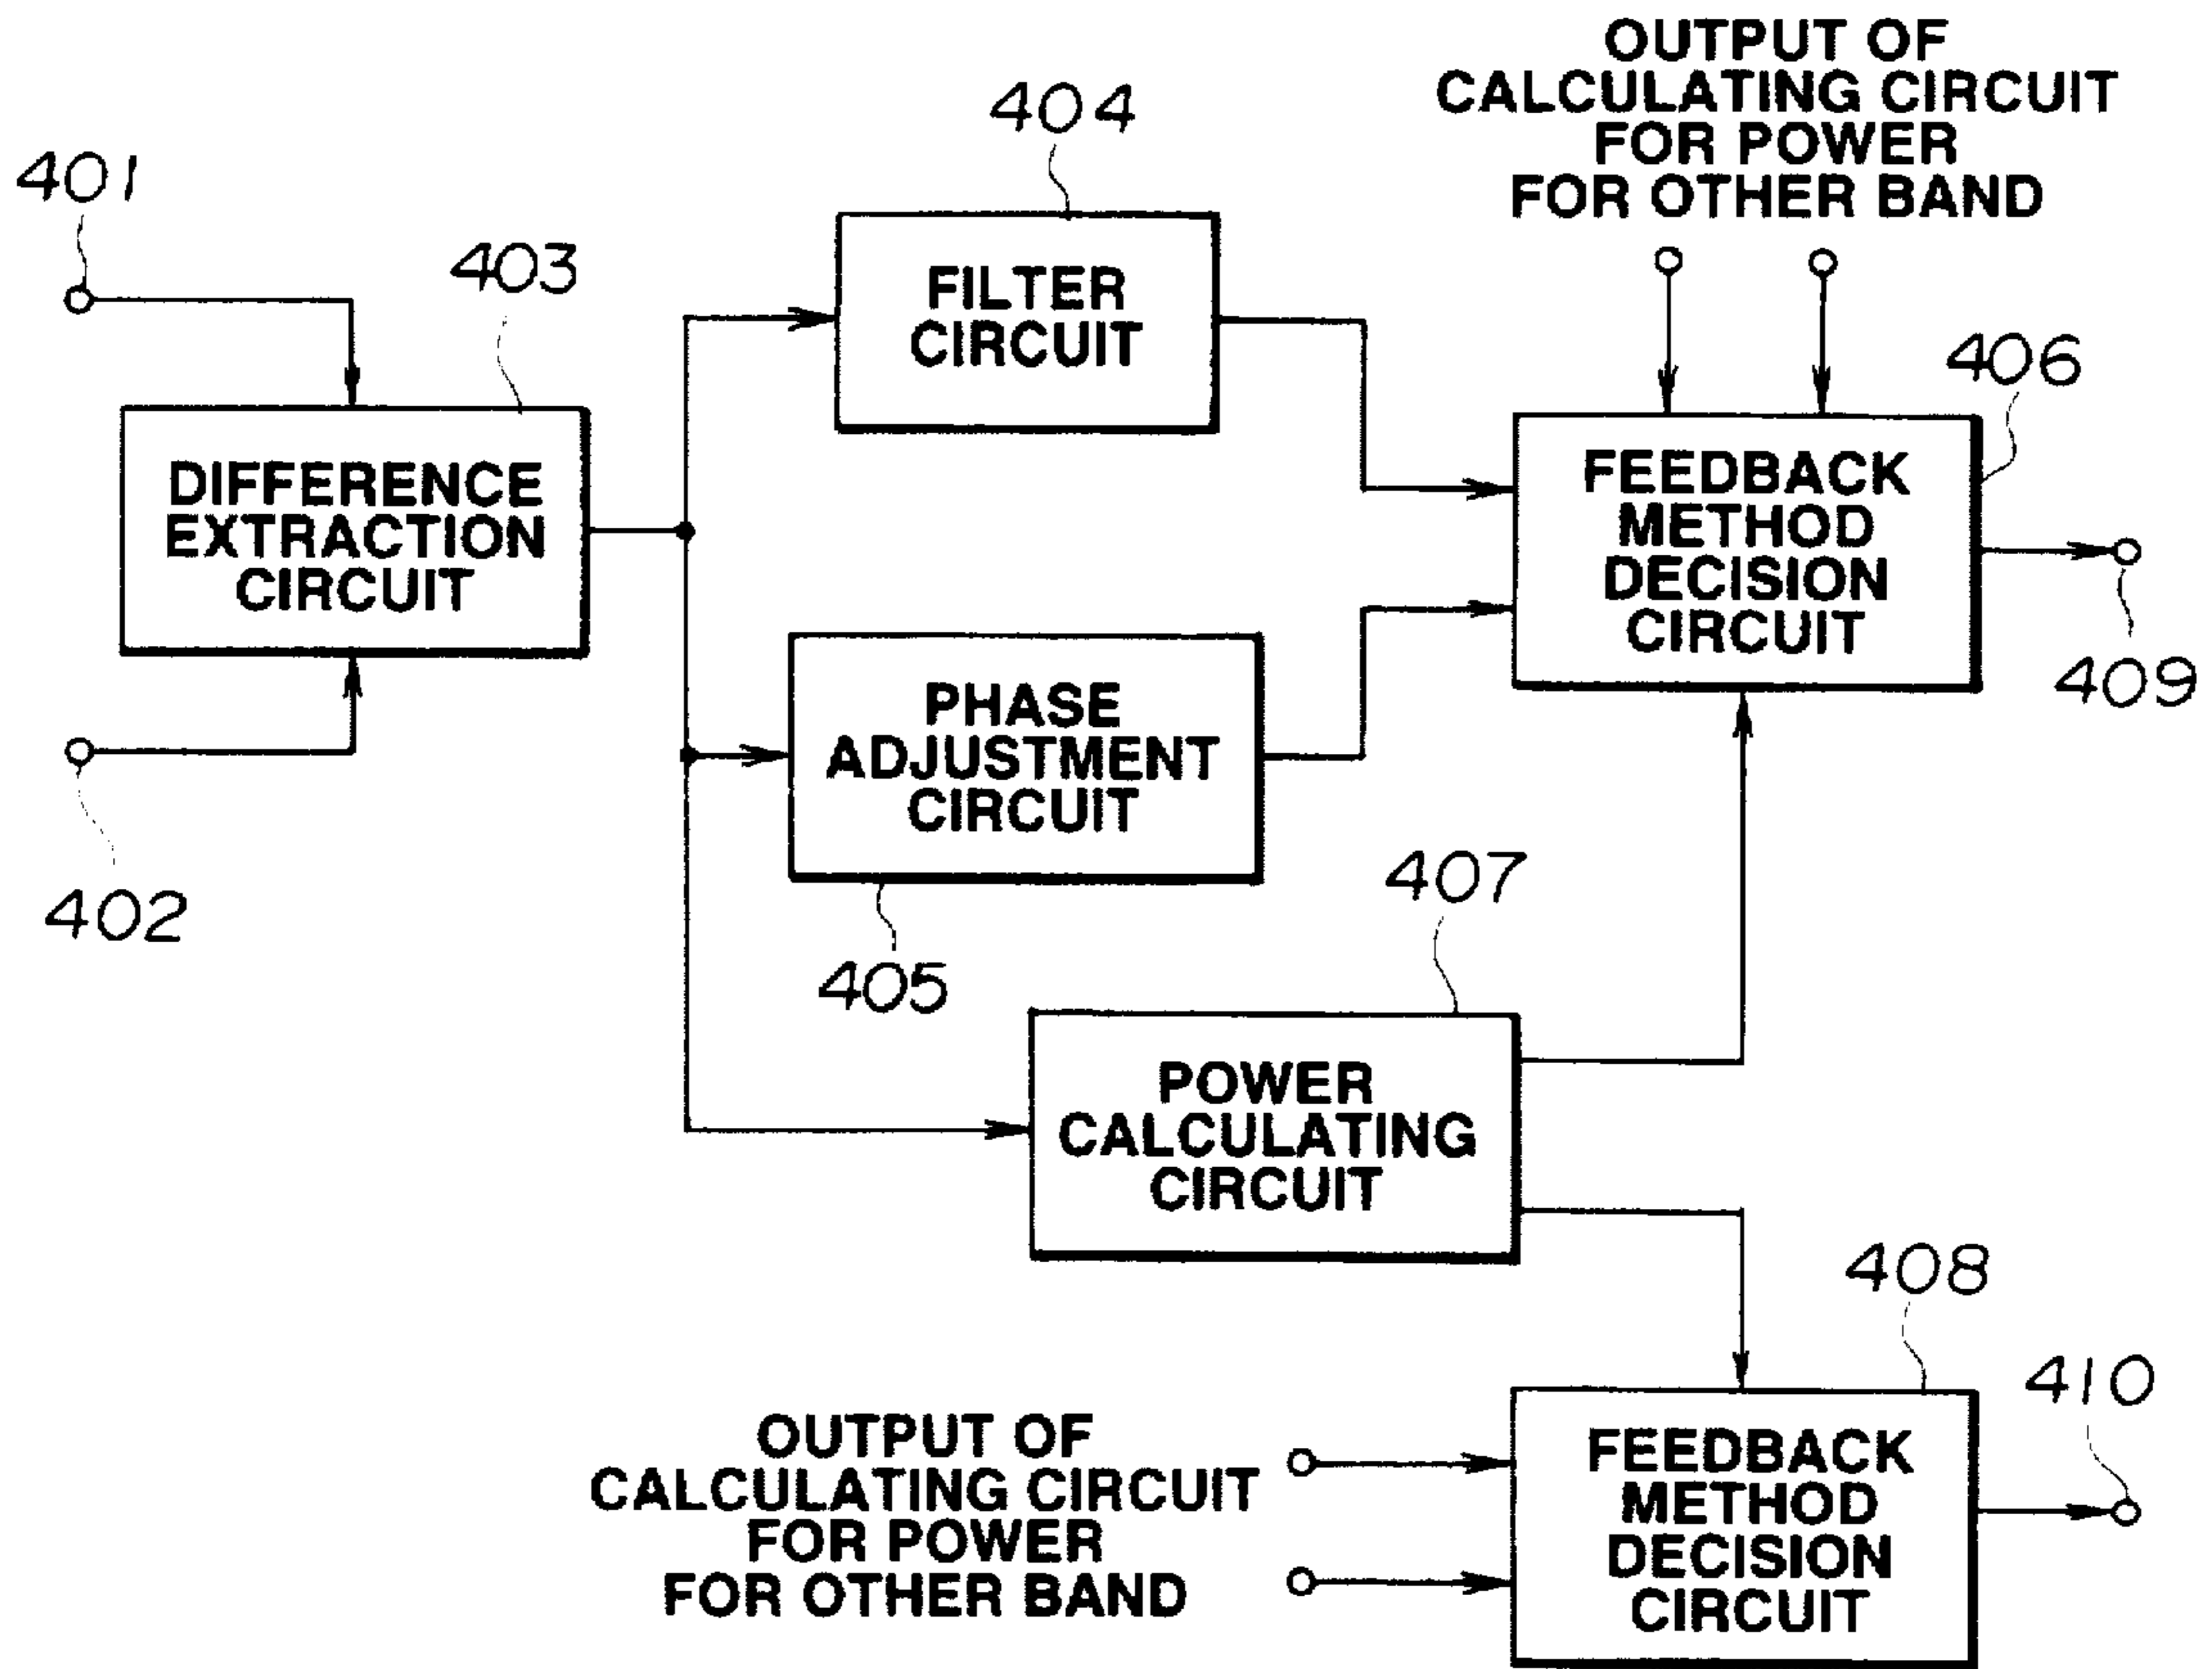 OUTPUT OF
CALCULATING CIRCUIT
FOR POWER
FOR OTHER BAND
404
401
403
FILTER
CIRCUIT
406
DIFFERENCE
EXTRACTION
CIRCUIT
FEEDBACK
METHOD
DECISION
CIRCUIT
409
PHASE
ADJUSTMENT
CIRCUIT
402
407
405
POWER
CALCULATING
CIRCUIT
408
410
OUTPUT OF
CALCULATING CIRCUIT
FOR POWER
FOR OTHER BAND
FEEDBACK
METHOD
DECISION
CIRCUIT